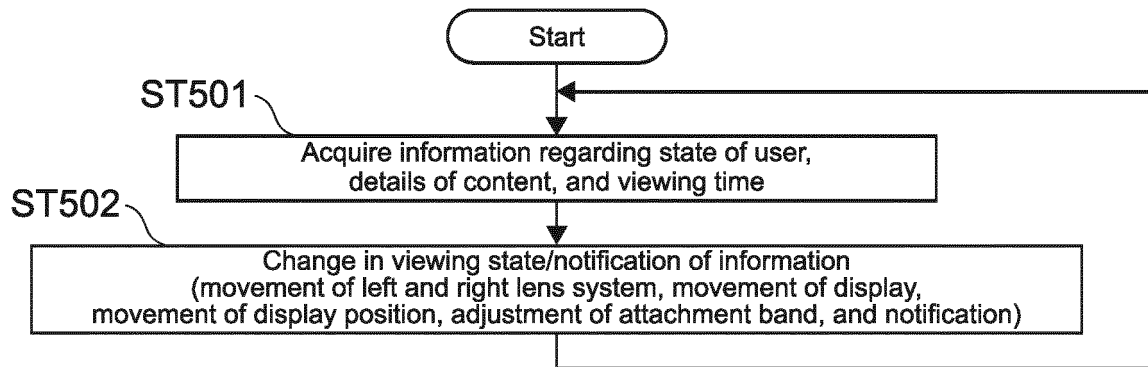 Start
ST501
Acquire information regarding state of user,
details of content, and viewing time
ST502
Change in viewing state/notification of information
(movement of left and right lens system, movement of display,
movement of display position, adjustment of attachment band, and notification)